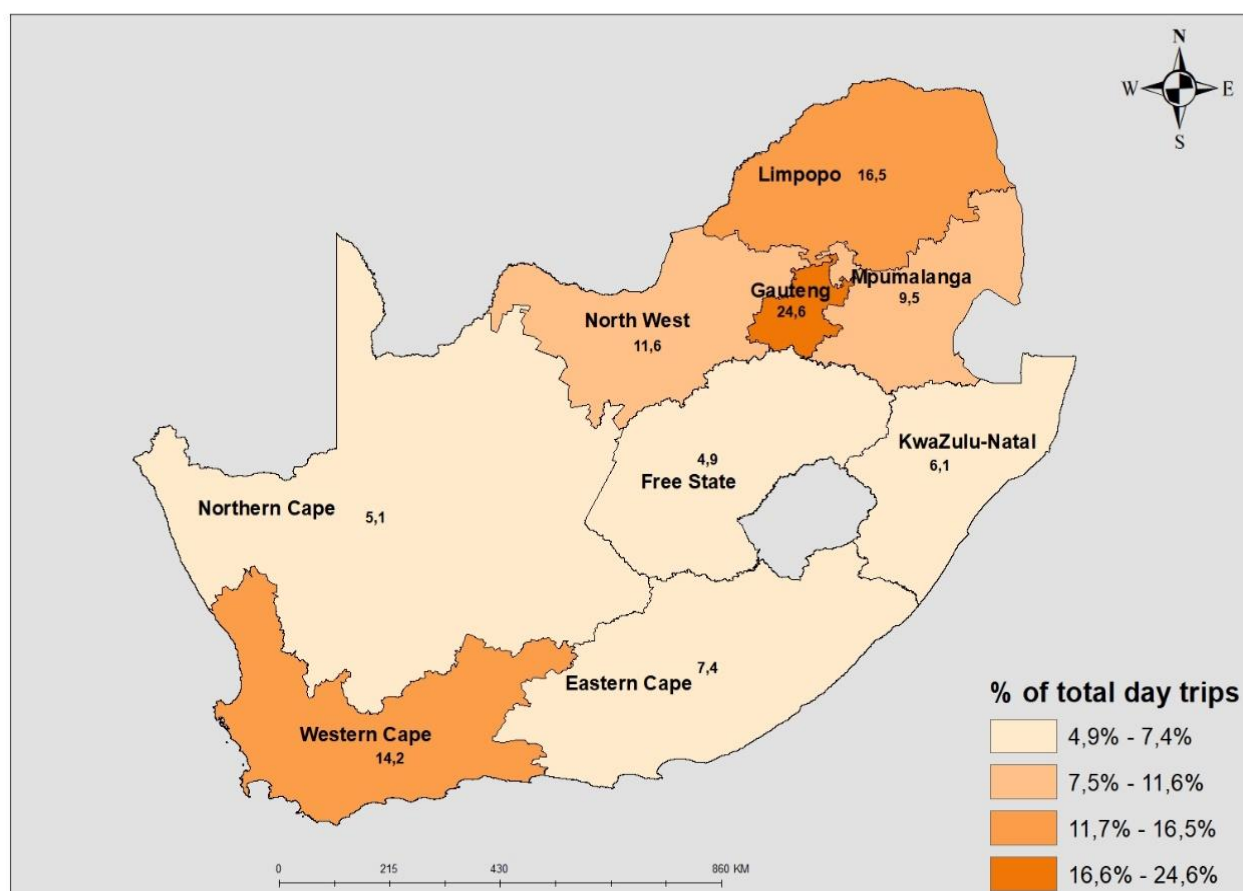 N
W E
S
Limpopo 16,5
Mpumalanga
9,5
Gauteng
24,6
North West
11,6
KwaZulu-Natal
6,1
4,9
Free State
Northern Cape 5,1
Eastern Cape 7,4
Western Cape
14,2
% of total day trips
4,9% - 7,4%
7,5% - 11,6%
11,7% - 16,5%
16,6% - 24,6%
0 215 430 860 KM